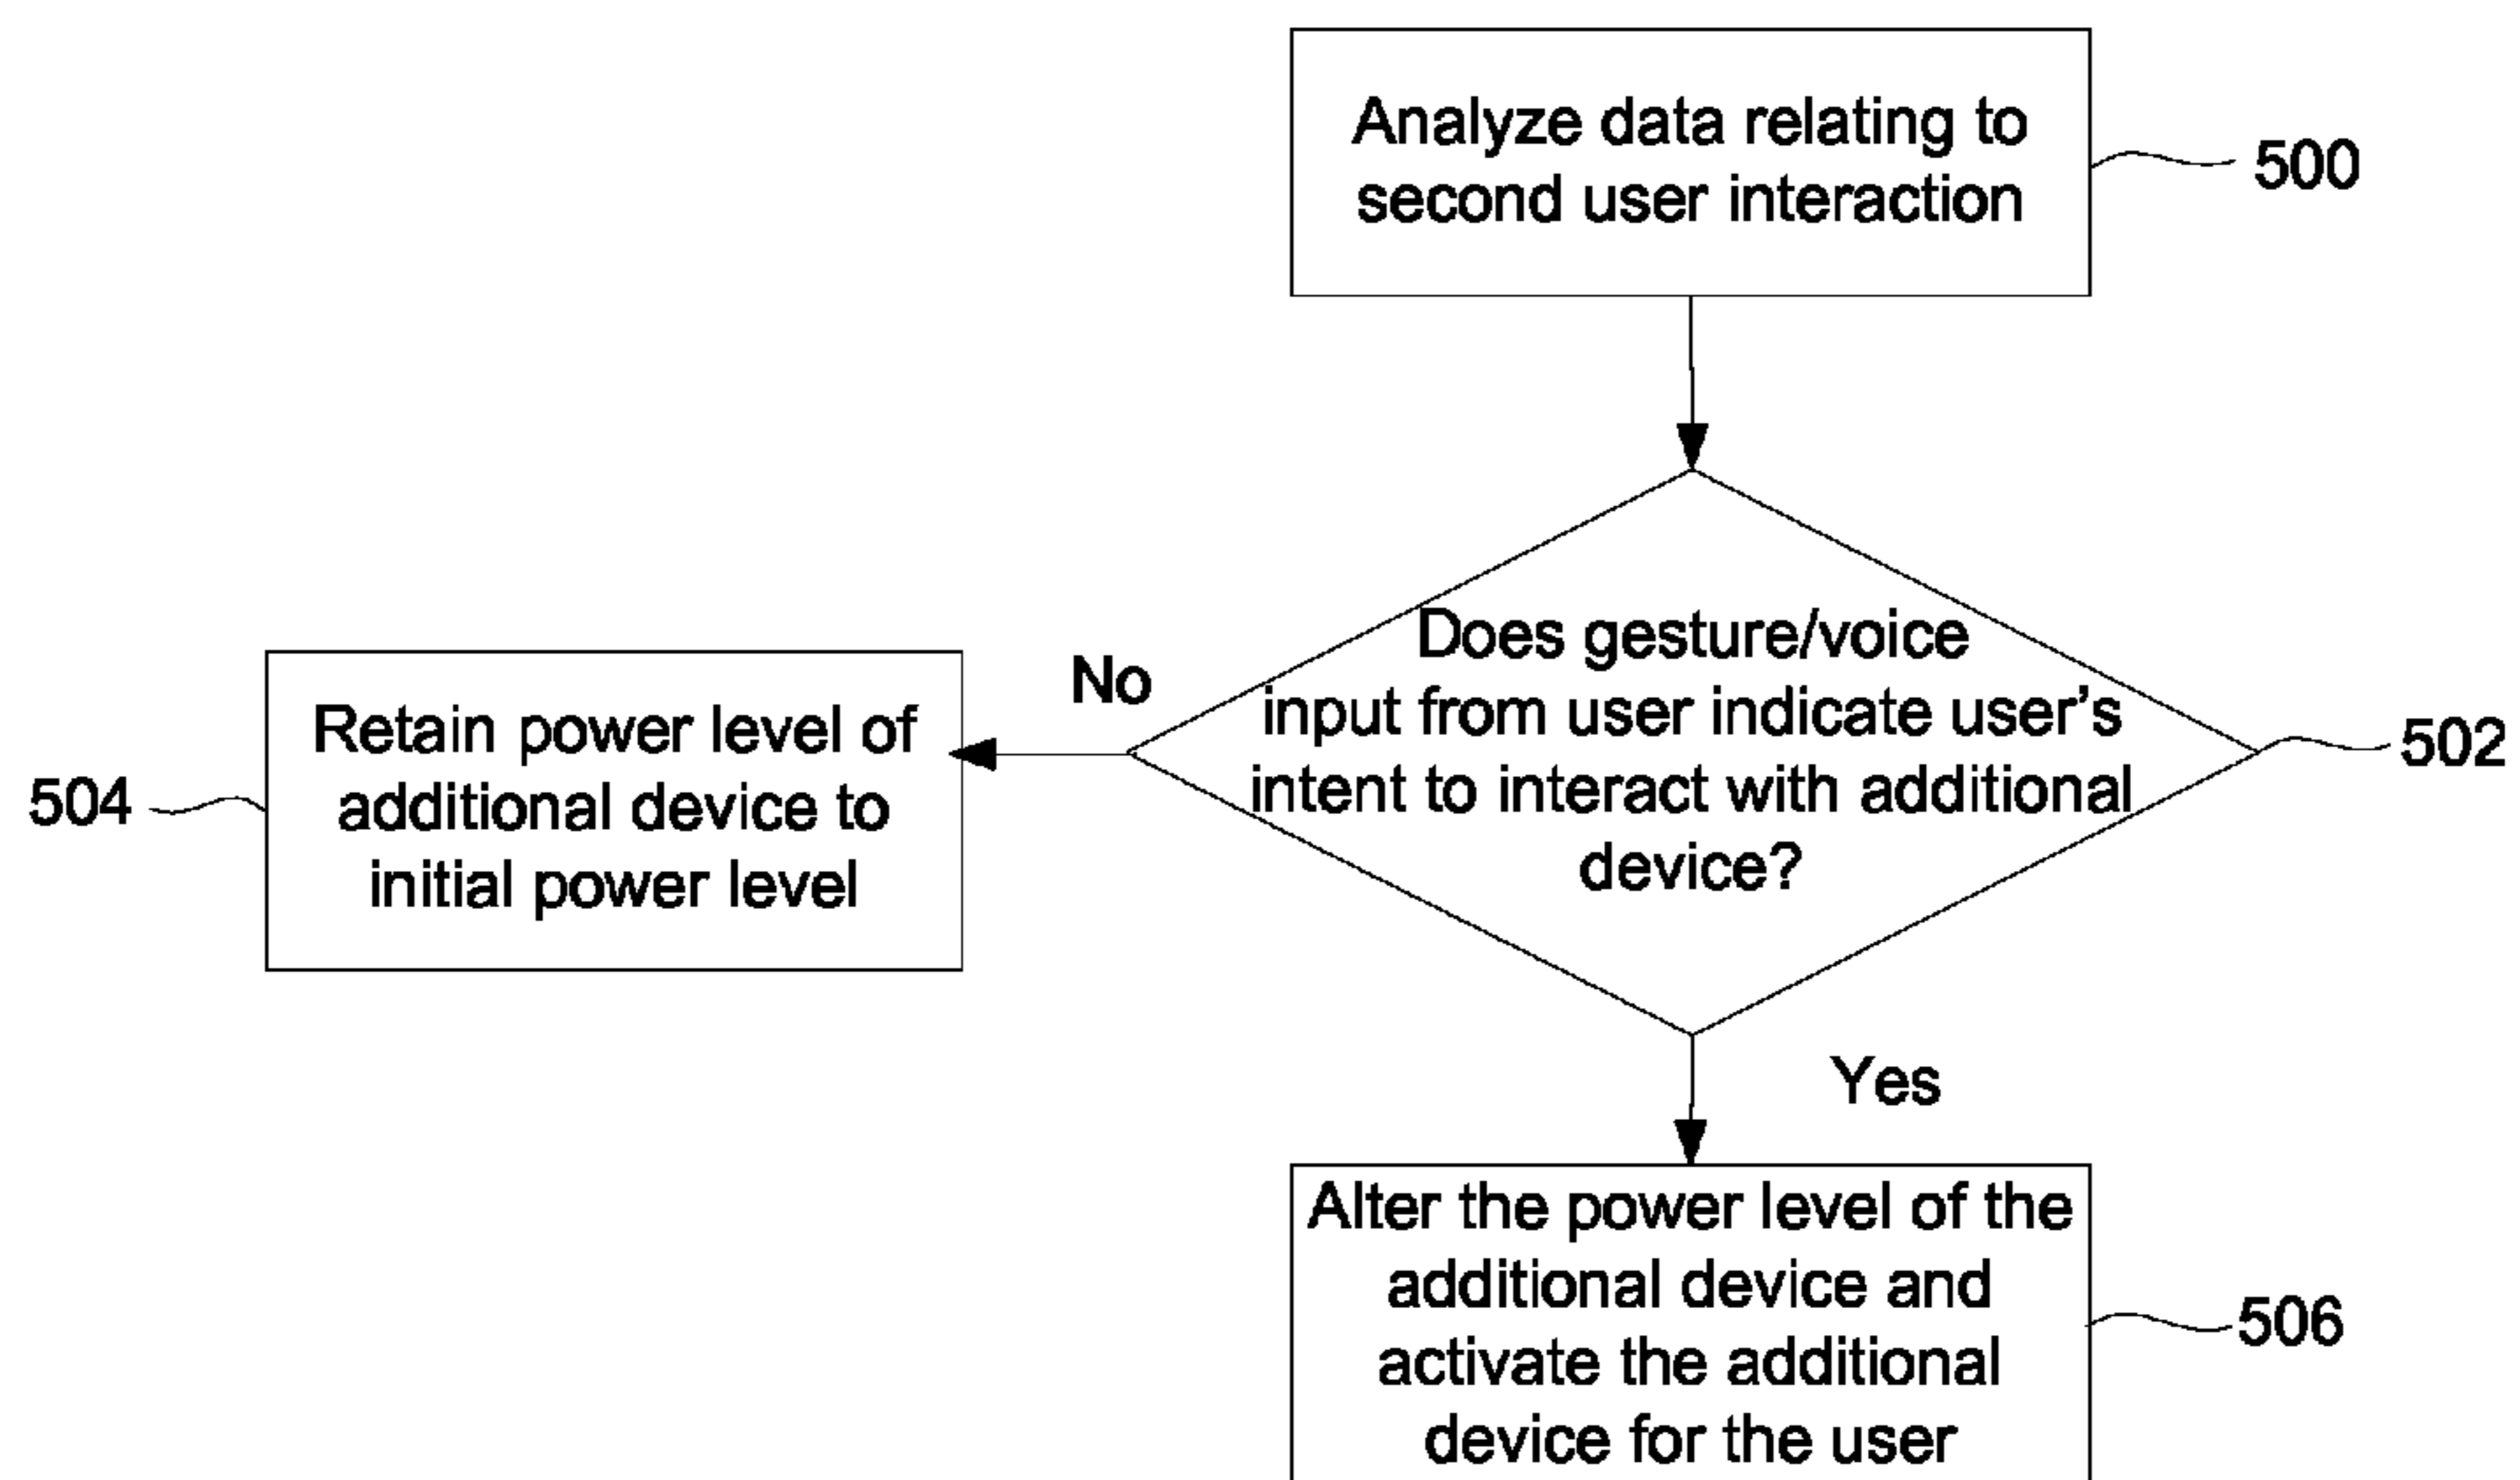 Analyze data relating to
second user interaction
500
Does gesture/voice
input from user indicate user's
intent to interact with additional
device?
502
No
Retain power level of
additional device to
initial power level
504
Yes
Alter the power level of the
additional device and
activate the additional
device for the user
506